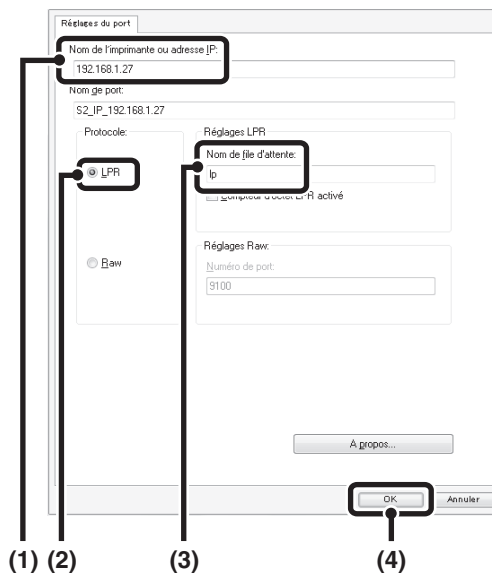 Réglages du port
Nom de l'imprimante ou adresse IP:
192.168.1.27
Nom de port:
S2_IP_192.168.1.27
Protocole:
LPR
Raw
Réglages LPR
Nom de file d'attente:
lp
Compteur d'octet LPR activé
Réglages Raw:
Numéro de port:
9100
A propos...
OK
Annuler
(1) (2) (3) (4)